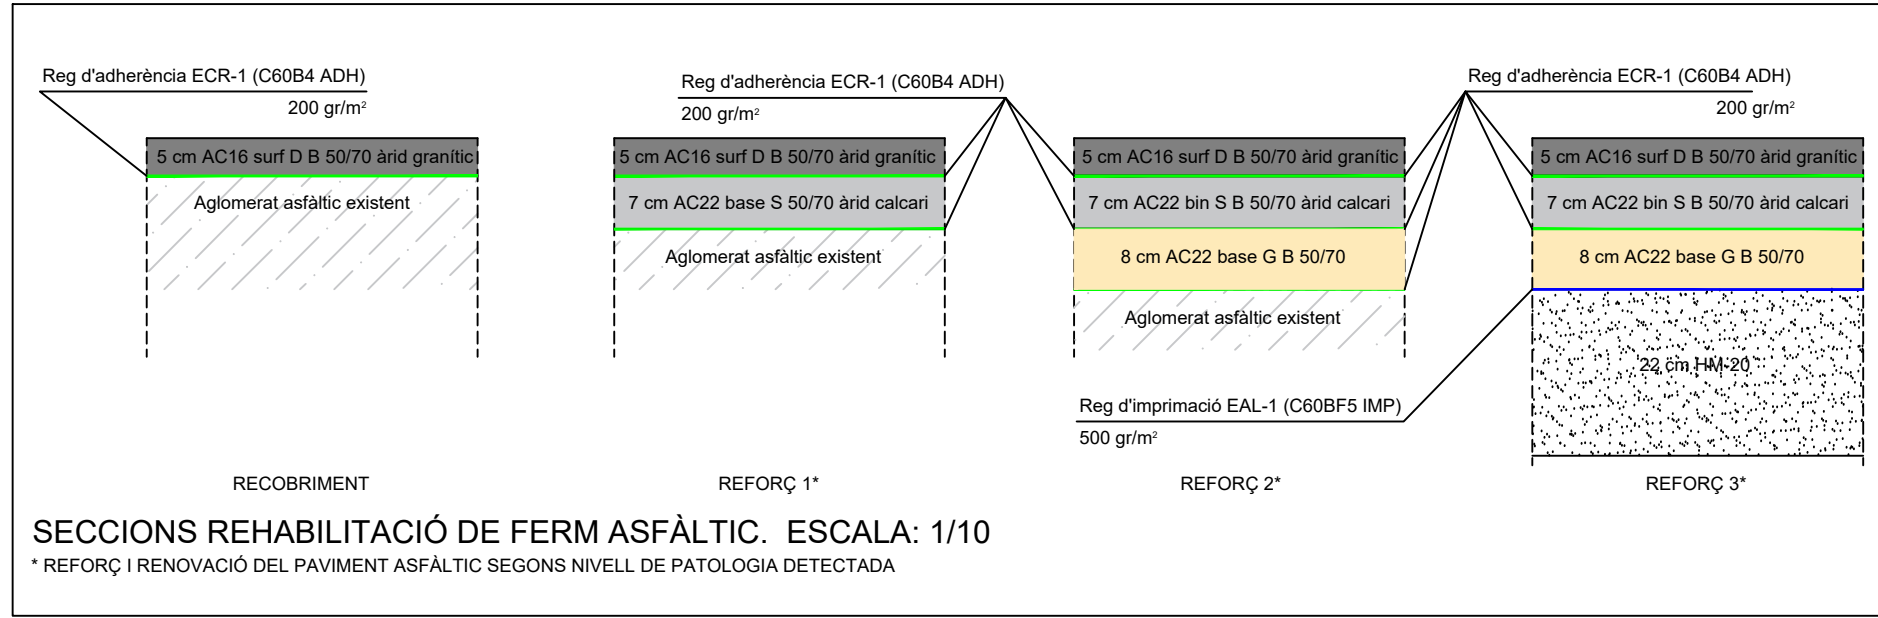 Reg d'adherència ECR-1 (C60B4 ADH)
200 gr/m²
5 cm AC16 surf D B 50/70 àrid granític
Aglomerat asfàltic existent
RECOBRIMENT
Reg d'adherència ECR-1 (C60B4 ADH)
200 gr/m²
5 cm AC16 surf D B 50/70 àrid granític
7 cm AC22 base S 50/70 àrid calcari
Aglomerat asfàltic existent
REFORÇ 1*
5 cm AC16 surf D B 50/70 àrid granític
7 cm AC22 bin S B 50/70 àrid calcari
8 cm AC22 base G B 50/70
Aglomerat asfàltic existent
Reg d'imprimació EAL-1 (C60BF5 IMP)
500 gr/m²
REFORÇ 2*
Reg d'adherència ECR-1 (C60B4 ADH)
200 gr/m²
5 cm AC16 surf D B 50/70 àrid granític
7 cm AC22 bin S B 50/70 àrid calcari
8 cm AC22 base G B 50/70
22 cm HM-20
REFORÇ 3*
SECCIONS REHABILITACIÓ DE FERM ASFÀLTIC. ESCALA: 1/10
* REFORÇ I RENOVACIÓ DEL PAVIMENT ASFÀLTIC SEGONS NIVELL DE PATOLOGIA DETECTADA